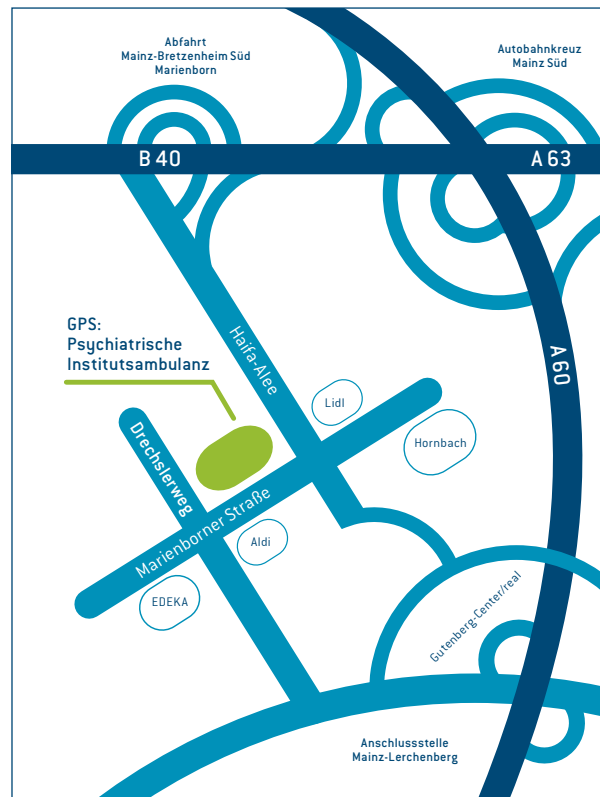 Abfahrt
Mainz-Bretzenheim Süd
Marienborn
Autobahnkreuz
Mainz Süd
B 40
A 63
GPS:
Psychiatrische
Institutsambulanz
Haifa-Alee
A 60
Lidl
Hornbach
Drechslerweg
Marienborner Straße
Aldi
EDEKA
Gutenberg-Center/real
Anschlussstelle
Mainz-Lerchenberg